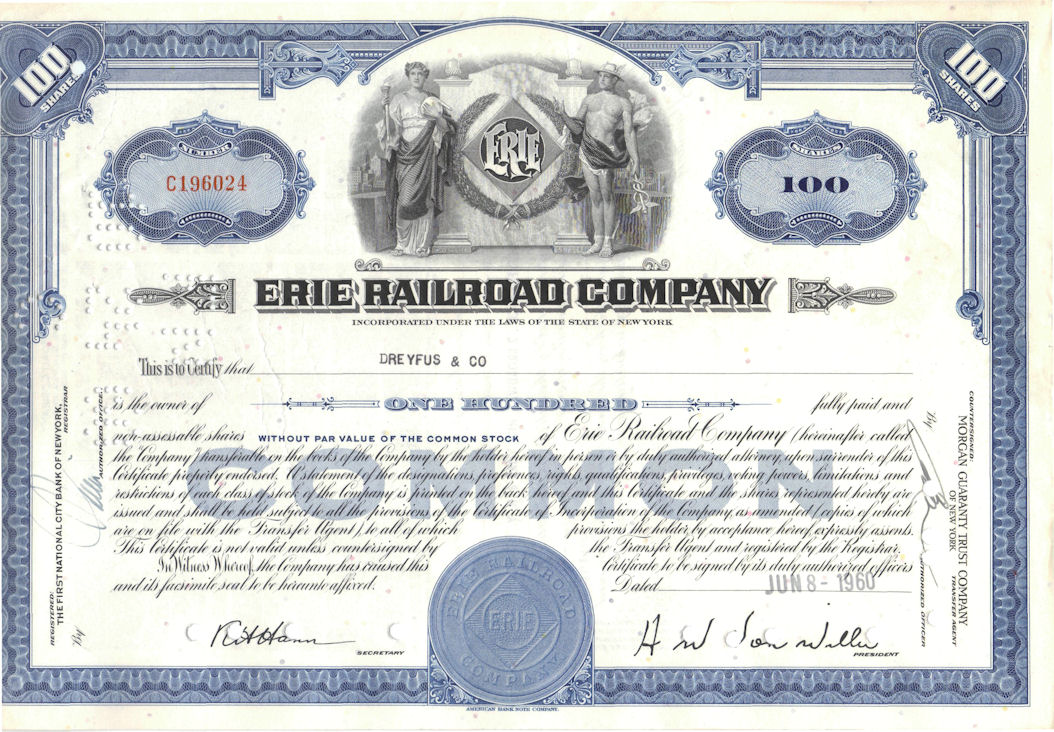 100 SHARES
100 SHARES
ERIE
NUMBER
C196024
SHARES
100
ERIE RAILROAD COMPANY
INCORPORATED UNDER THE LAWS OF THE STATE OF NEW YORK
This is to Certify that DREYFUS & CO
is the owner of ONE HUNDRED fully paid and
non-assessable shares WITHOUT PAR VALUE OF THE COMMON STOCK of Erie Railroad Company (hereinafter called
the Company) transferable on the books of the Company by the holder hereof in person or by duly authorized attorney, upon surrender of this
Certificate properly endorsed. A statement of the designations, preferences, rights, qualifications, privileges, voting powers, limitations and
restrictions of each class of stock of the Company is printed on the back hereof and this Certificate and the shares represented hereby are
issued and shall be held subject to all the provisions of the Certificate of Incorporation of the Company as amended (copies of which
are on file with the Transfer Agent), to all of which provisions the holder, by acceptance hereof, expressly assents.
This Certificate is not valid unless countersigned by the Transfer Agent and registered by the Registrar.
In Witness Whereof, the Company has caused this Certificate to be signed by its duly authorized officers
and its facsimile seal to be hereunto affixed. Dated JUN 8 - 1960
COMMON
SECRETARY
PRESIDENT
ERIE RAILROAD
ERIE
COMPANY
AMERICAN BANK NOTE COMPANY.
REGISTERED:
THE FIRST NATIONAL CITY BANK OF NEW YORK,
REGISTRAR
By
AUTHORIZED OFFICER.
COUNTERSIGNED:
MORGAN GUARANTY TRUST COMPANY
OF NEW YORK
TRANSFER AGENT
By
AUTHORIZED OFFICER